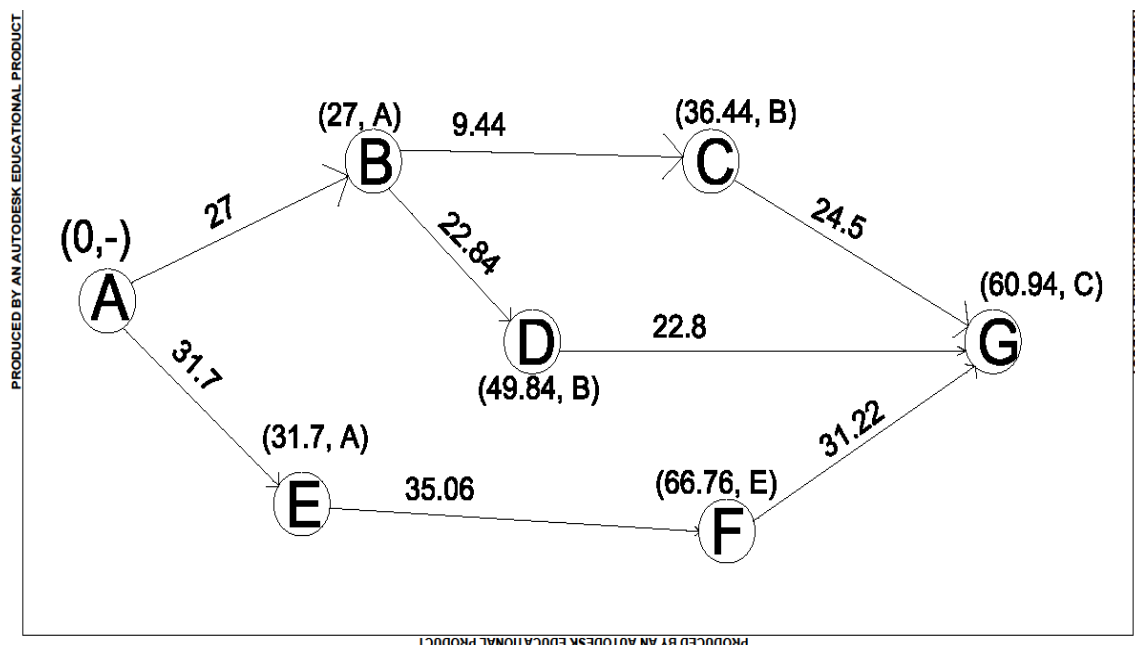 PRODUCED BY AN AUTODESK EDUCATIONAL PRODUCT
(27, A)
9.44
(36.44, B)
B
C
27
22.84
24.5
(0,-)
A
(60.94, C)
22.8
D
G
31.7
(49.84, B)
(31.7, A)
31.22
35.06
(66.76, E)
E
F
PRODUCED BY AN AUTODESK EDUCATIONAL PRODUCT